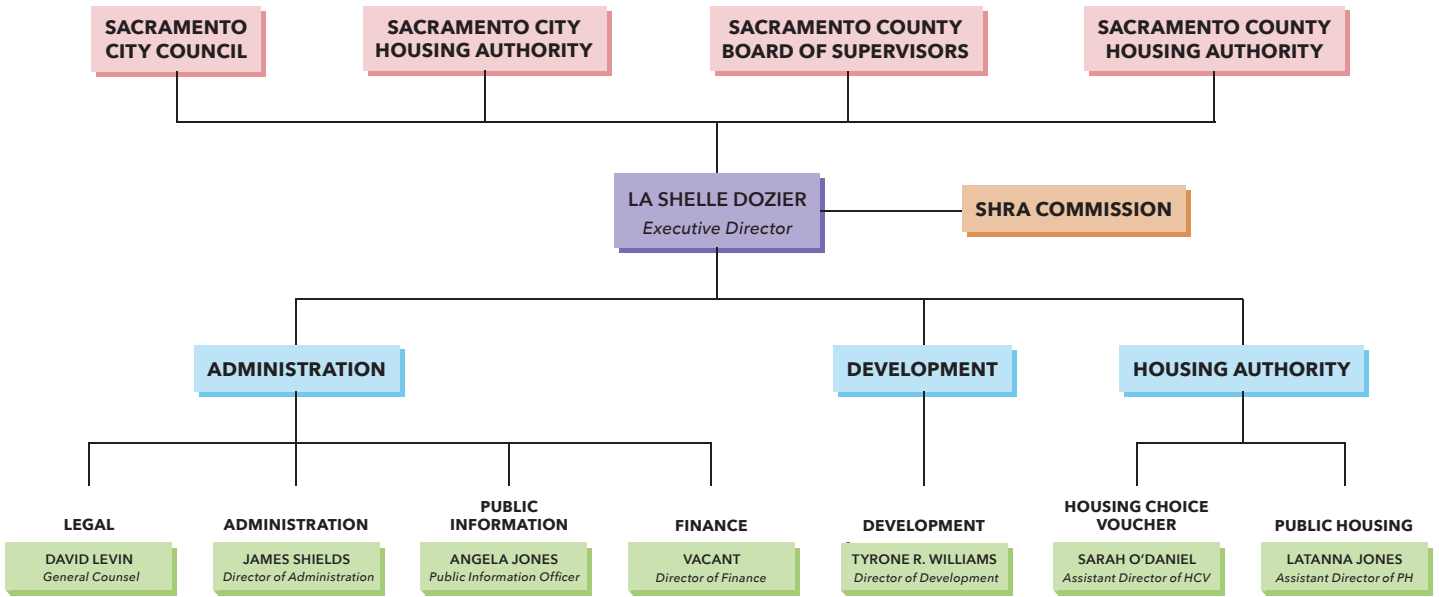 SACRAMENTO
CITY COUNCIL
SACRAMENTO CITY
HOUSING AUTHORITY
SACRAMENTO COUNTY
BOARD OF SUPERVISORS
SACRAMENTO COUNTY
HOUSING AUTHORITY
LA SHELLE DOZIER
Executive Director
SHRA COMMISSION
ADMINISTRATION
DEVELOPMENT
HOUSING AUTHORITY
LEGAL
DAVID LEVIN
General Counsel
ADMINISTRATION
JAMES SHIELDS
Director of Administration
PUBLIC
INFORMATION
ANGELA JONES
Public Information Officer
FINANCE
VACANT
Director of Finance
DEVELOPMENT
TYRONE R. WILLIAMS
Director of Development
HOUSING CHOICE
VOUCHER
SARAH O’DANIEL
Assistant Director of HCV
PUBLIC HOUSING
LATANNA JONES
Assistant Director of PH